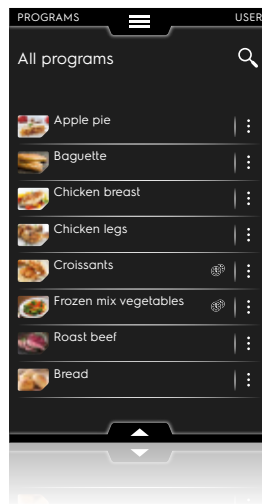 PROGRAMS USER
All programs
Apple pie
Baguette
Chicken breast
Chicken legs
Croissants
Frozen mix vegetables
Roast beef
Bread